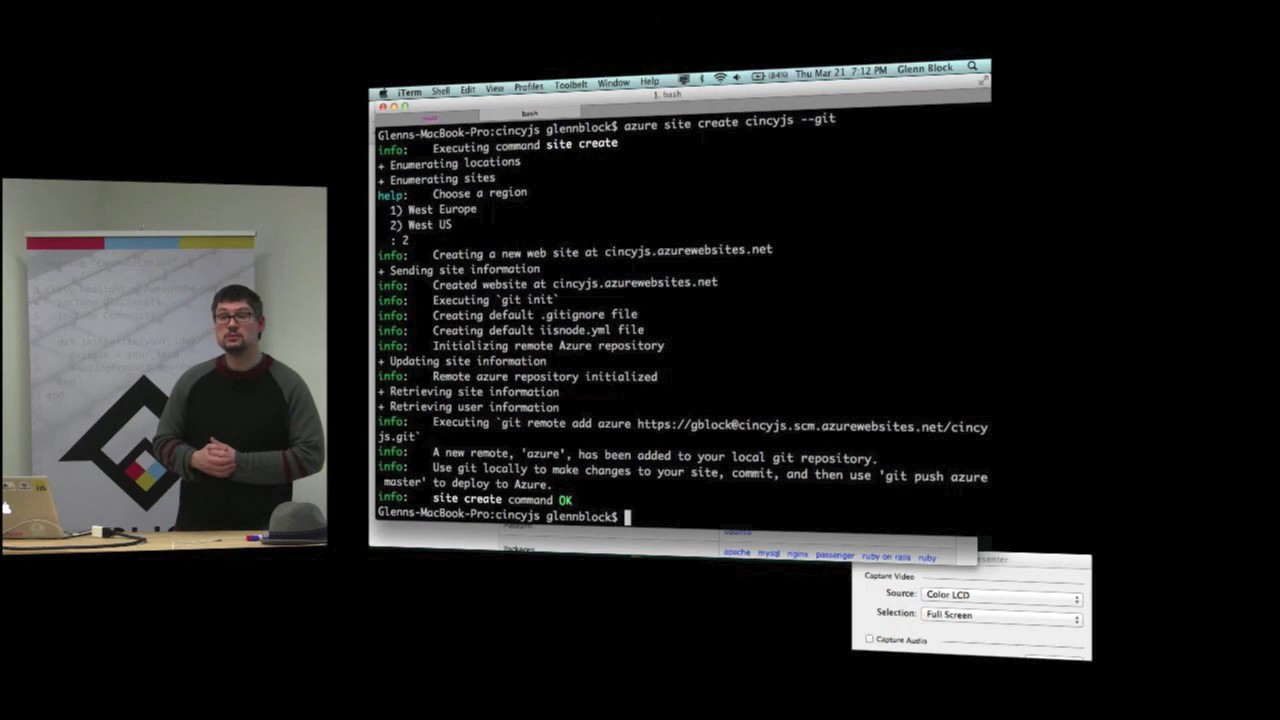 iTerm Shell Edit View Profiles Toolbelt Window Help (84%) Thu Mar 21 7:12 PM Glenn Block
1. bash
bash
Glenns-MacBook-Pro:cincyjs glennblock$ azure site create cincyjs --git
info: Executing command site create
+ Enumerating locations
+ Enumerating sites
help: Choose a region
1) West Europe
2) West US
: 2
info: Creating a new web site at cincyjs.azurewebsites.net
+ Sending site information
info: Created website at cincyjs.azurewebsites.net
info: Executing `git init`
info: Creating default .gitignore file
info: Creating default iisnode.yml file
info: Initializing remote Azure repository
+ Updating site information
info: Remote azure repository initialized
+ Retrieving site information
+ Retrieving user information
info: Executing `git remote add azure https://gblock@cincyjs.scm.azurewebsites.net/cincy
js.git`
info: A new remote, 'azure', has been added to your local git repository.
info: Use git locally to make changes to your site, commit, and then use 'git push azure
master' to deploy to Azure.
info: site create command OK
Glenns-MacBook-Pro:cincyjs glennblock$
apache mysql nginx passenger ruby on rails ruby
Capture Video
Source: Color LCD
Selection: Full Screen
Capture Audio